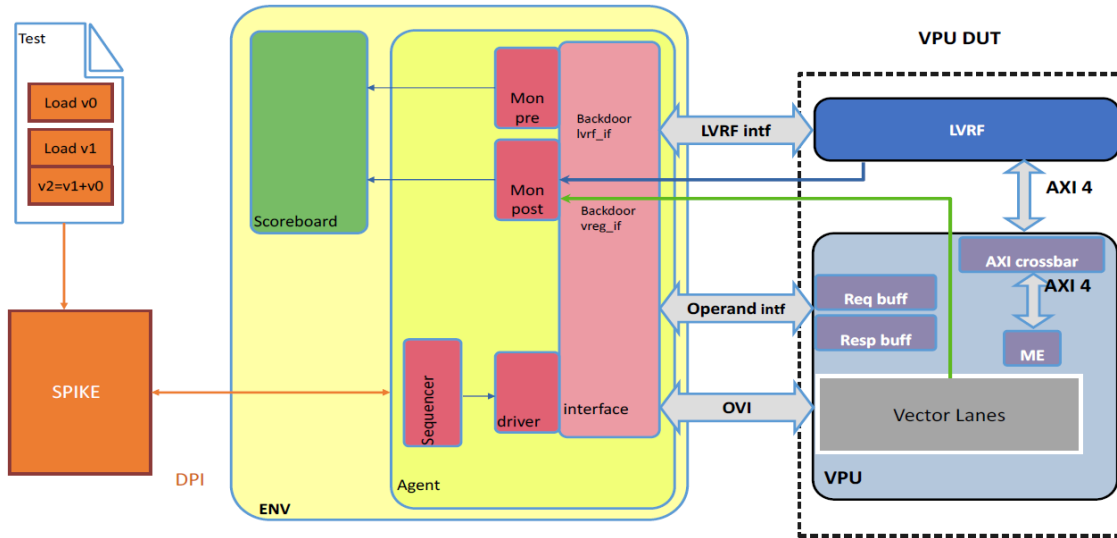 Test
Load v0
Load v1
v2=v1+v0
SPIKE
DPI
ENV
Scoreboard
Agent
Mon
pre
Mon
post
Backdoor
lvrf_if
Backdoor
vreg_if
Sequencer
driver
interface
LVRF intf
Operand intf
OVI
VPU DUT
LVRF
AXI 4
AXI crossbar
AXI 4
Req buff
Resp buff
ME
Vector Lanes
VPU